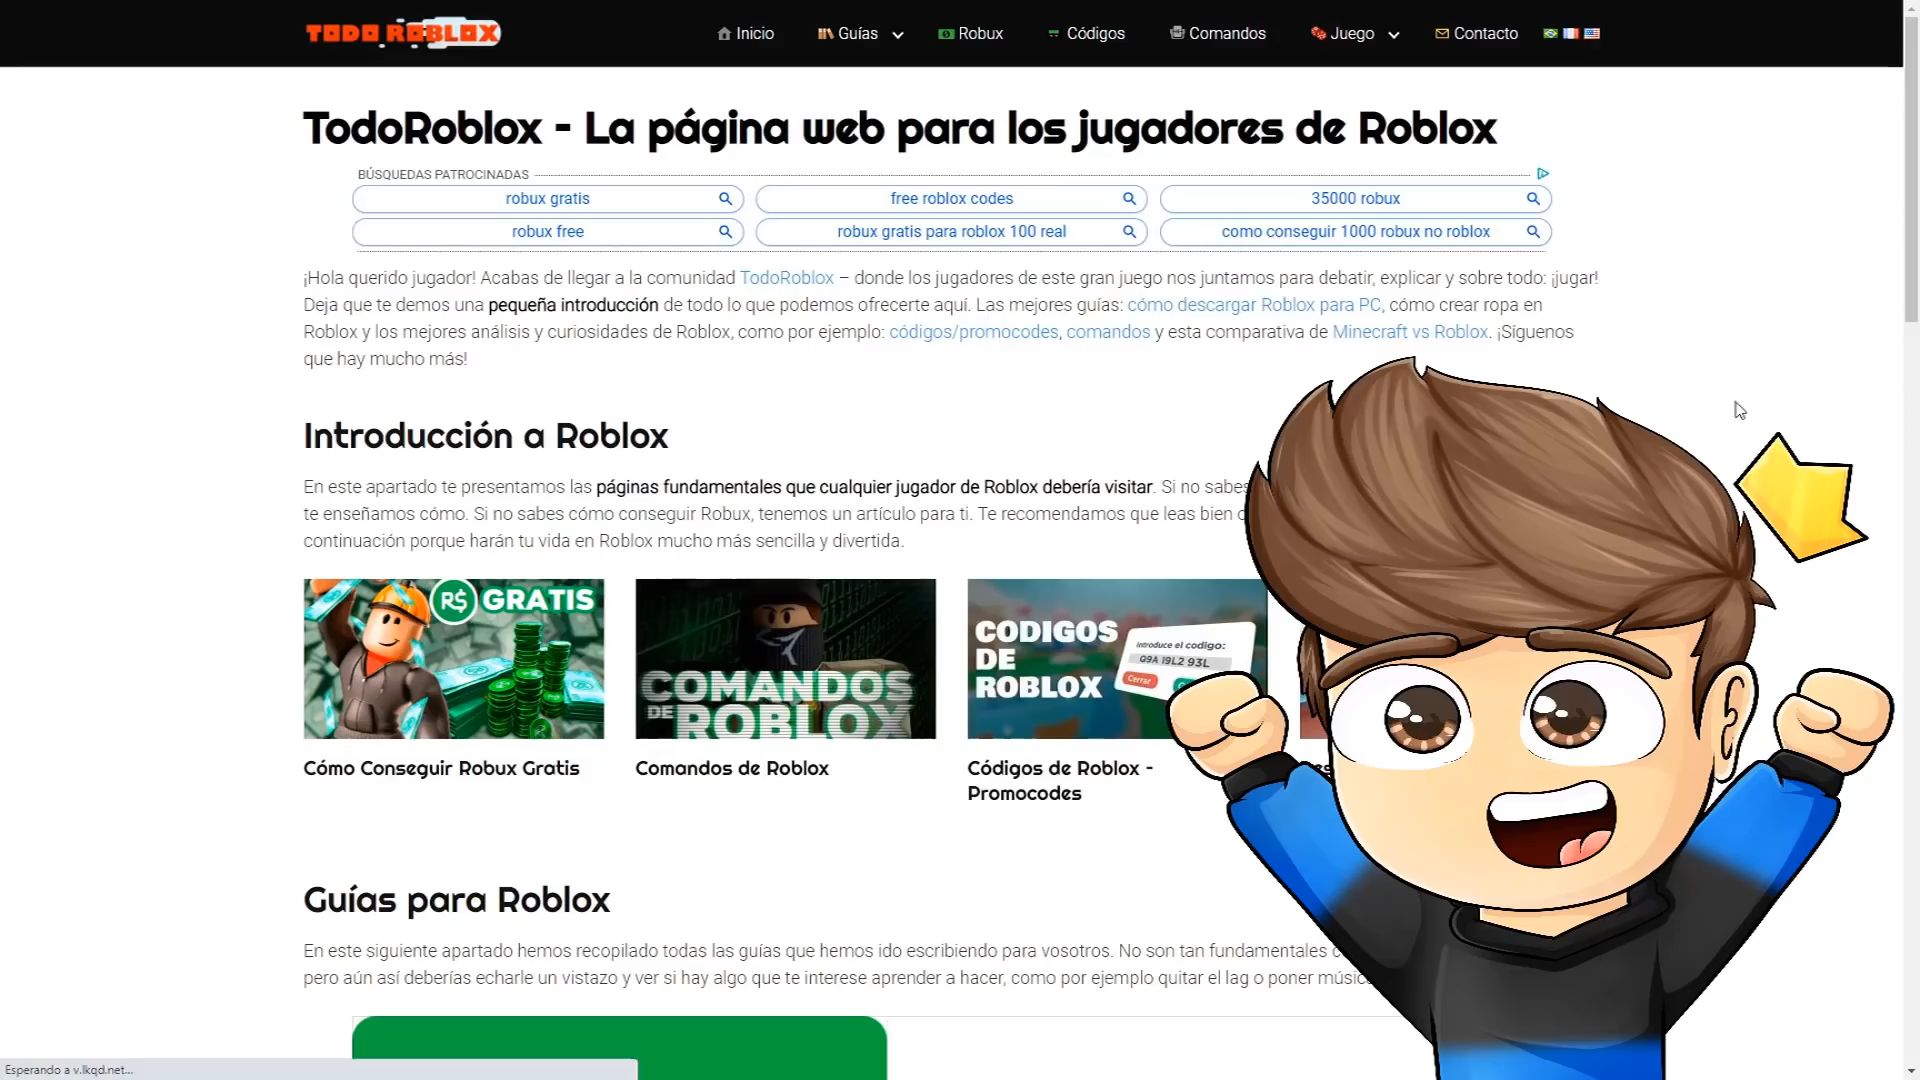 TODO ROBLOX
Inicio
Guías
Robux
Códigos
Comandos
Juego
Contacto
TodoRoblox - La página web para los jugadores de Roblox
BÚSQUEDAS PATROCINADAS
robux gratis
free roblox codes
35000 robux
robux free
robux gratis para roblox 100 real
como conseguir 1000 robux no roblox
¡Hola querido jugador! Acabas de llegar a la comunidad TodoRoblox – donde los jugadores de este gran juego nos juntamos para debatir, explicar y sobre todo: ¡jugar!
Deja que te demos una pequeña introducción de todo lo que podemos ofrecerte aquí. Las mejores guías: cómo descargar Roblox para PC, cómo crear ropa en
Roblox y los mejores análisis y curiosidades de Roblox, como por ejemplo: códigos/promocodes, comandos y esta comparativa de Minecraft vs Roblox. ¡Síguenos
que hay mucho más!
Introducción a Roblox
En este apartado te presentamos las páginas fundamentales que cualquier jugador de Roblox debería visitar. Si no sabes
te enseñamos cómo. Si no sabes cómo conseguir Robux, tenemos un artículo para ti. Te recomendamos que leas bien
continuación porque harán tu vida en Roblox mucho más sencilla y divertida.
R$ GRATIS
COMANDOS
DE ROBLOX
CODIGOS
DE
ROBLOX
Introduce el codigo:
G9A I9L2 93L
Cerrar
Cómo Conseguir Robux Gratis
Comandos de Roblox
Códigos de Roblox -
Promocodes
Guías para Roblox
En este siguiente apartado hemos recopilado todas las guías que hemos ido escribiendo para vosotros. No son tan fundamentales
pero aún así deberías echarle un vistazo y ver si hay algo que te interese aprender a hacer, como por ejemplo quitar el lag o poner
Esperando a v.lkqd.net...